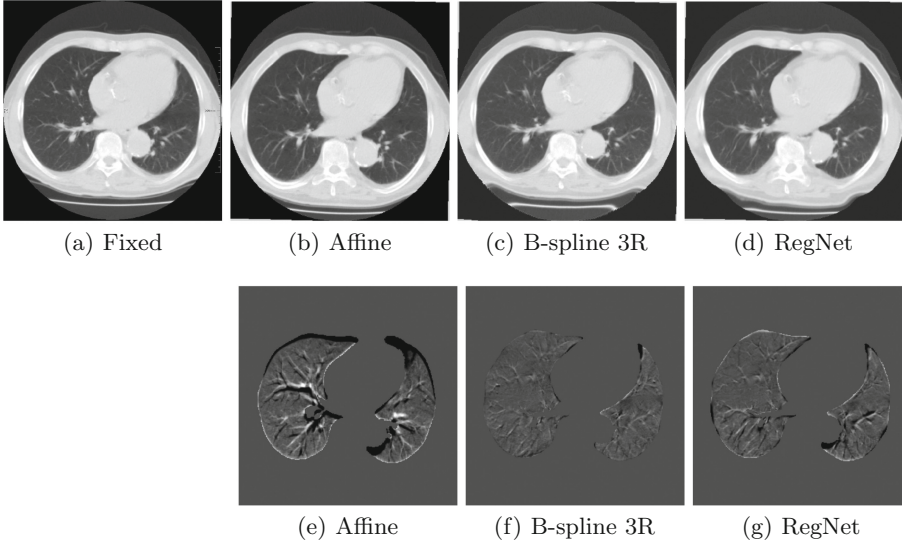 (a) Fixed
(b) Affine
(c) B-spline 3R
(d) RegNet
(e) Affine
(f) B-spline 3R
(g) RegNet